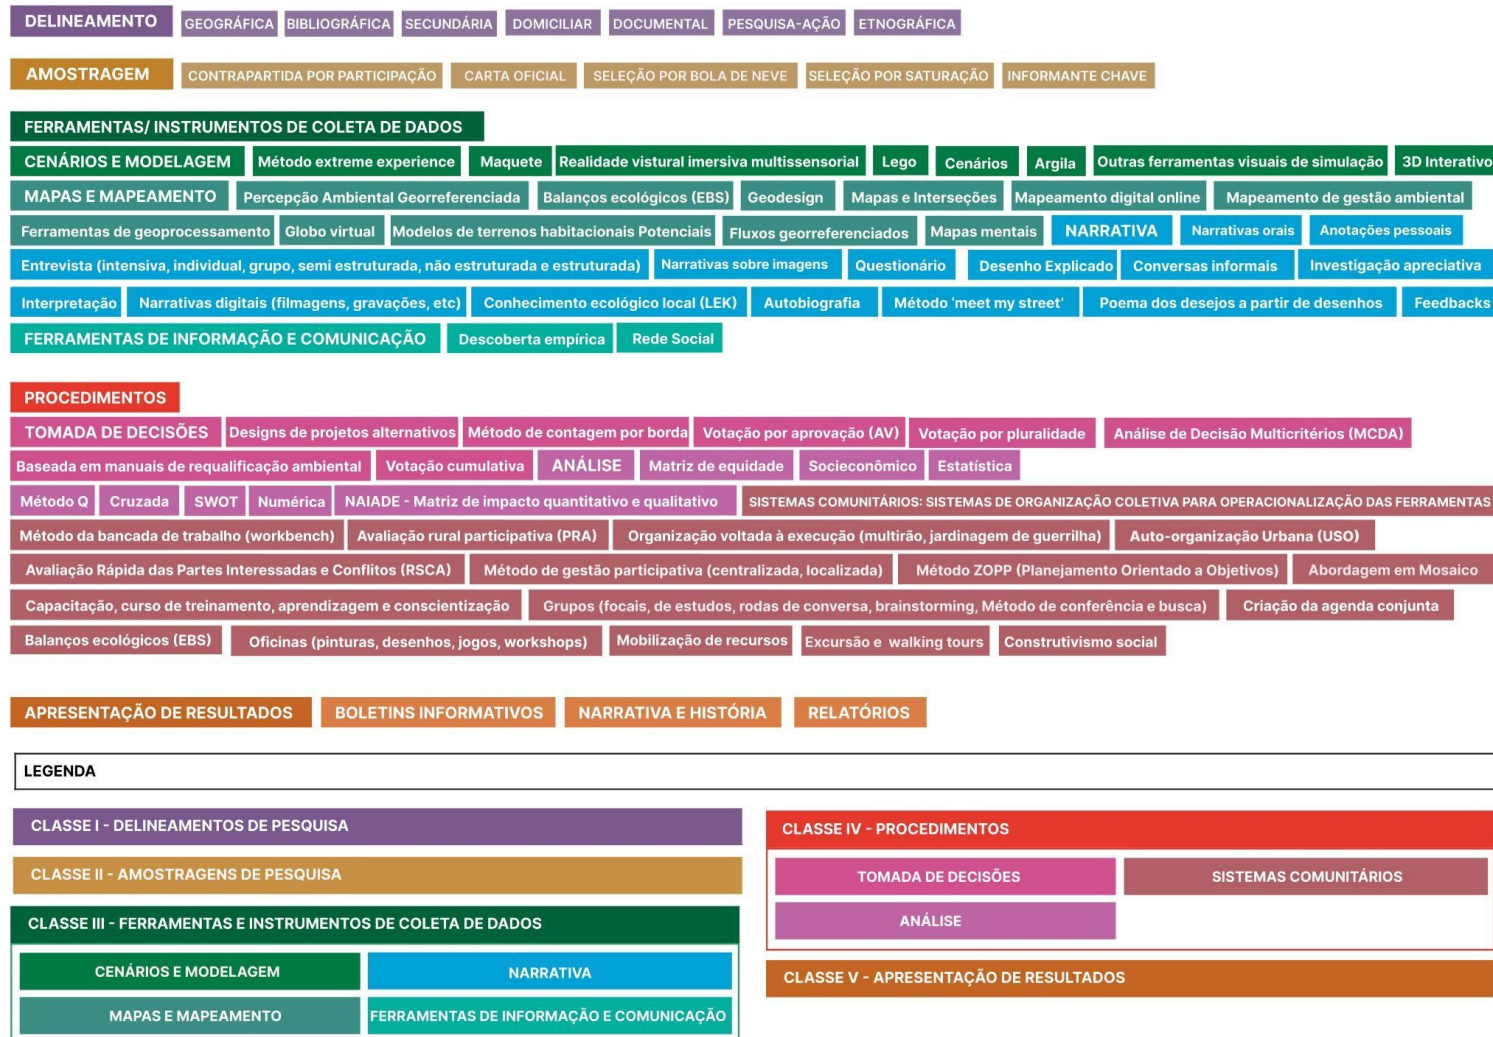 DELINEAMENTO GEOGRÁFICA BIBLIOGRÁFICA SECUNDÁRIA DOMICILIAR DOCUMENTAL PESQUISA-AÇÃO ETNOGRÁFICA
AMOSTRAGEM CONTRAPARTIDA POR PARTICIPAÇÃO CARTA OFICIAL SELEÇÃO POR BOLA DE NEVE SELEÇÃO POR SATURAÇÃO INFORMANTE CHAVE
FERRAMENTAS/ INSTRUMENTOS DE COLETA DE DADOS
CENÁRIOS E MODELAGEM Método extreme experience Maquete Realidade vistural imersiva multissensorial Lego Cenários Argila Outras ferramentas visuais de simulação 3D Interativo
MAPAS E MAPEAMENTO Percepção Ambiental Georreferenciada Balanços ecológicos (EBS) Geodesign Mapas e Interseções Mapeamento digital online Mapeamento de gestão ambiental
Ferramentas de geoprocessamento Globo virtual Modelos de terrenos habitacionais Potenciais Fluxos georreferenciados Mapas mentais NARRATIVA Narrativas orais Anotações pessoais
Entrevista (intensiva, individual, grupo, semi estruturada, não estruturada e estruturada) Narrativas sobre imagens Questionário Desenho Explicado Conversas informais Investigação apreciativa
Interpretação Narrativas digitais (filmagens, gravações, etc) Conhecimento ecológico local (LEK) Autobiografia Método ‘meet my street’ Poema dos desejos a partir de desenhos Feedbacks
FERRAMENTAS DE INFORMAÇÃO E COMUNICAÇÃO Descoberta empírica Rede Social
PROCEDIMENTOS
TOMADA DE DECISÕES Designs de projetos alternativos Método de contagem por borda Votação por aprovação (AV) Votação por pluralidade Análise de Decisão Multicritérios (MCDA)
Baseada em manuais de requalificação ambiental Votação cumulativa ANÁLISE Matriz de equidade Socieconômico Estatística
Método Q Cruzada SWOT Numérica NAIADE - Matriz de impacto quantitativo e qualitativo SISTEMAS COMUNITÁRIOS: SISTEMAS DE ORGANIZAÇÃO COLETIVA PARA OPERACIONALIZAÇÃO DAS FERRAMENTAS
Método da bancada de trabalho (workbench) Avaliação rural participativa (PRA) Organização voltada à execução (multirão, jardinagem de guerrilha) Auto-organização Urbana (USO)
Avaliação Rápida das Partes Interessadas e Conflitos (RSCA) Método de gestão participativa (centralizada, localizada) Método ZOPP (Planejamento Orientado a Objetivos) Abordagem em Mosaico
Capacitação, curso de treinamento, aprendizagem e conscientização Grupos (focais, de estudos, rodas de conversa, brainstorming, Método de conferência e busca) Criação da agenda conjunta
Balanços ecológicos (EBS) Oficinas (pinturas, desenhos, jogos, workshops) Mobilização de recursos Excursão e walking tours Construtivismo social
APRESENTAÇÃO DE RESULTADOS BOLETINS INFORMATIVOS NARRATIVA E HISTÓRIA RELATÓRIOS
LEGENDA
CLASSE I - DELINEAMENTOS DE PESQUISA
CLASSE II - AMOSTRAGENS DE PESQUISA
CLASSE III - FERRAMENTAS E INSTRUMENTOS DE COLETA DE DADOS
CENÁRIOS E MODELAGEM NARRATIVA
MAPAS E MAPEAMENTO FERRAMENTAS DE INFORMAÇÃO E COMUNICAÇÃO
CLASSE IV - PROCEDIMENTOS
TOMADA DE DECISÕES SISTEMAS COMUNITÁRIOS
ANÁLISE
CLASSE V - APRESENTAÇÃO DE RESULTADOS